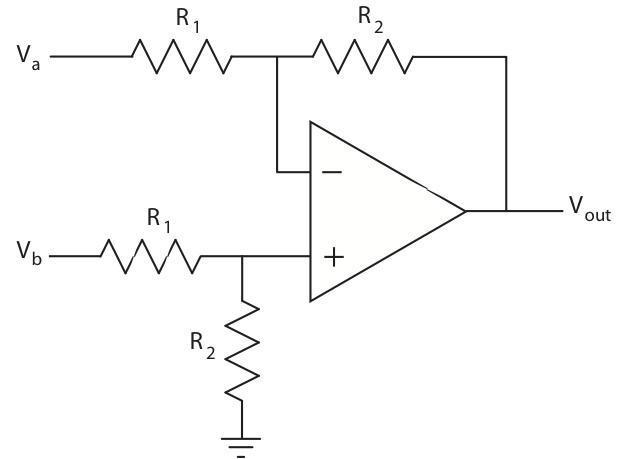 R1
R2
Va
−
Vout
R1
Vb
+
R2